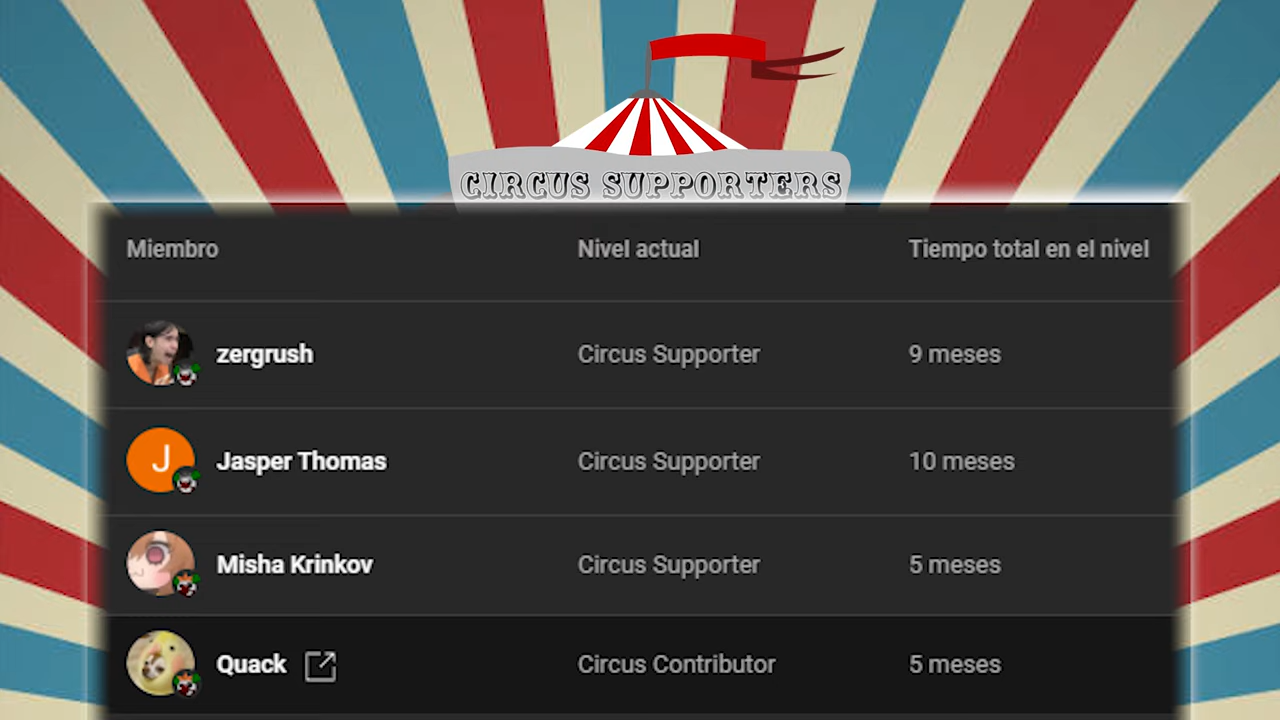 CIRCUS SUPPORTERS
Miembro Nivel actual Tiempo total en el nivel
zergrush Circus Supporter 9 meses
J Jasper Thomas Circus Supporter 10 meses
Misha Krinkov Circus Supporter 5 meses
Quack Circus Contributor 5 meses